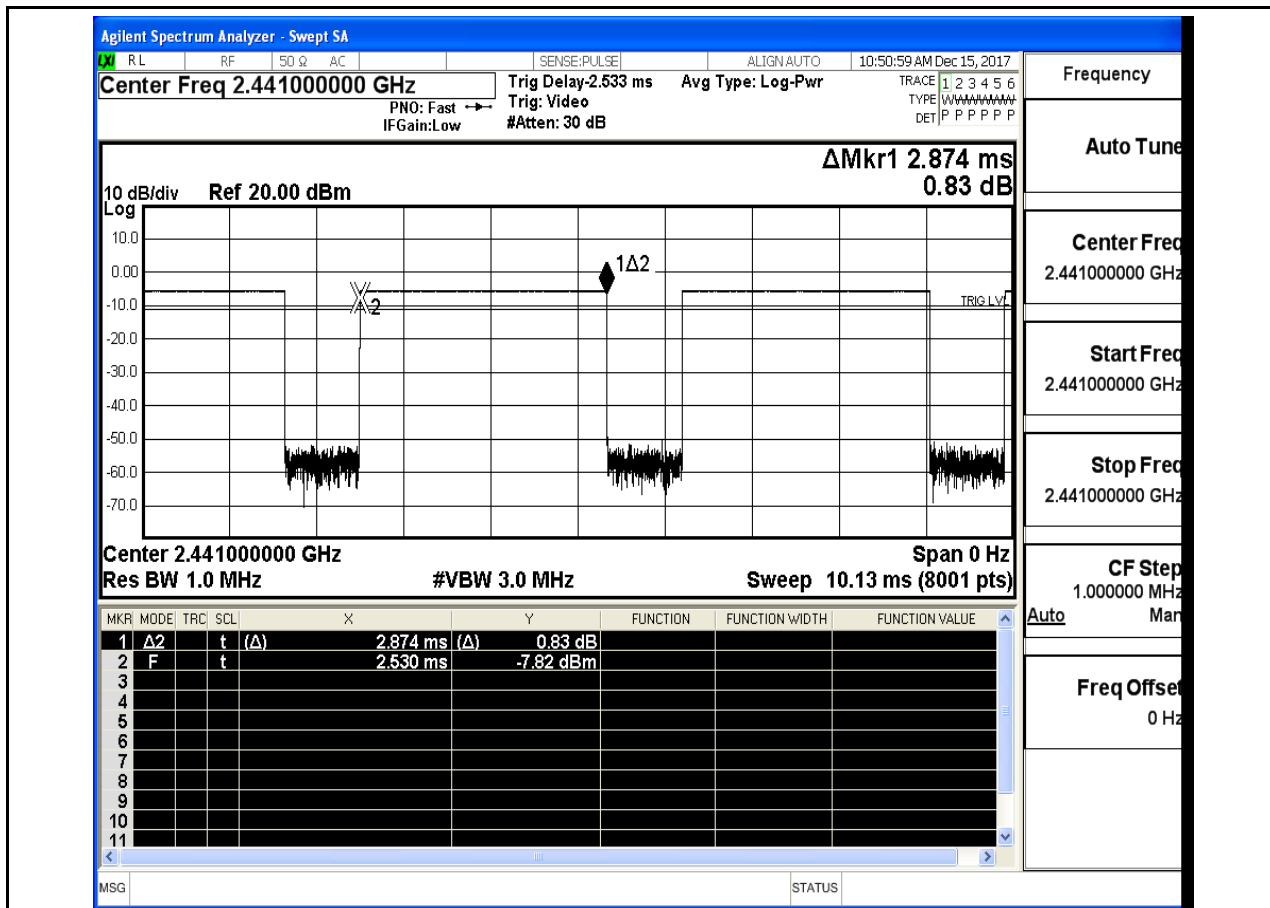 Agilent Spectrum Analyzer - Swept SA
LXI RL RF 50 Ω AC SENSE:PULSE ALIGN AUTO 10:50:59 AM Dec 15, 2017
Center Freq 2.441000000 GHz
PNO: Fast
IFGain:Low
Trig Delay-2.533 ms
Trig: Video
#Atten: 30 dB
Avg Type: Log-Pwr
TRACE 1 2 3 4 5 6
TYPE
DET P P P P P P
ΔMkr1 2.874 ms
0.83 dB
10 dB/div Ref 20.00 dBm
Log
10.0
0.00
-10.0
-20.0
-30.0
-40.0
-50.0
-60.0
-70.0
1Δ2
2
TRIG LVL
Center 2.441000000 GHz Span 0 Hz
Res BW 1.0 MHz #VBW 3.0 MHz Sweep 10.13 ms (8001 pts)
MKR MODE TRC SCL X Y FUNCTION FUNCTION WIDTH FUNCTION VALUE
1 Δ2 t (Δ) 2.874 ms (Δ) 0.83 dB
2 F t 2.530 ms -7.82 dBm
3
4
5
6
7
8
9
10
11
MSG STATUS
Frequency
Auto Tune
Center Freq
2.441000000 GHz
Start Freq
2.441000000 GHz
Stop Freq
2.441000000 GHz
CF Step
1.000000 MHz
Auto Man
Freq Offset
0 Hz